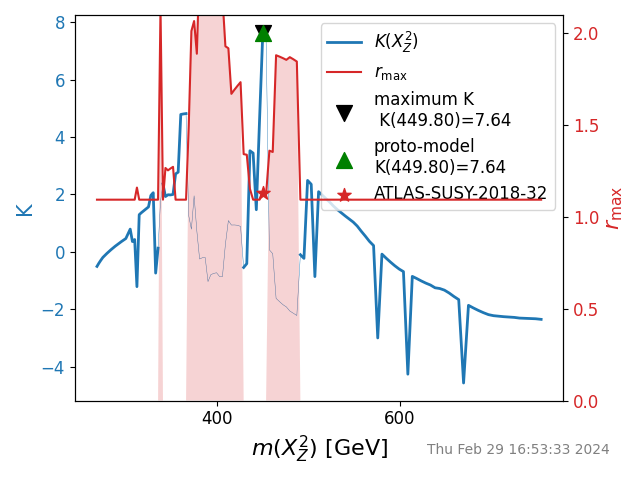 8
6
4
2
0
−2
−4
K
2.0
1.5
1.0
0.5
0.0
r_max
K(X_Z^2)
r_max
maximum K
K(449.80)=7.64
proto-model
K(449.80)=7.64
ATLAS-SUSY-2018-32
400
600
m(X_Z^2) [GeV]
Thu Feb 29 16:53:33 2024